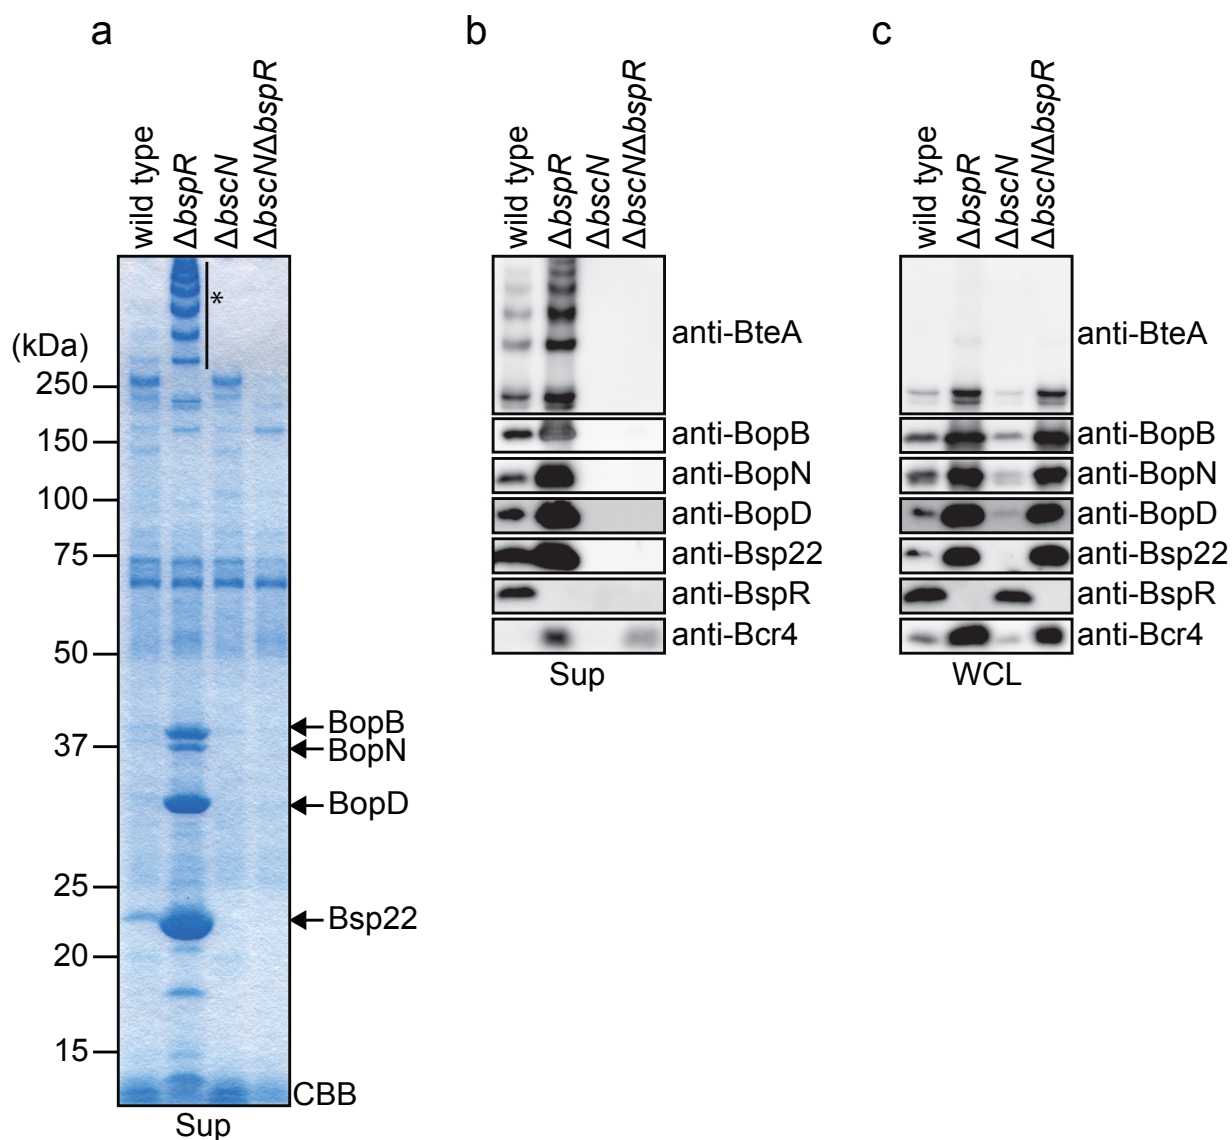 a
wild type
ΔbspR
ΔbscN
ΔbscNΔbspR
(kDa)
250
150
100
75
50
37
25
20
15
*
BopB
BopN
BopD
Bsp22
CBB
Sup
b
wild type
ΔbspR
ΔbscN
ΔbscNΔbspR
anti-BteA
anti-BopB
anti-BopN
anti-BopD
anti-Bsp22
anti-BspR
anti-Bcr4
Sup
c
wild type
ΔbspR
ΔbscN
ΔbscNΔbspR
anti-BteA
anti-BopB
anti-BopN
anti-BopD
anti-Bsp22
anti-BspR
anti-Bcr4
WCL